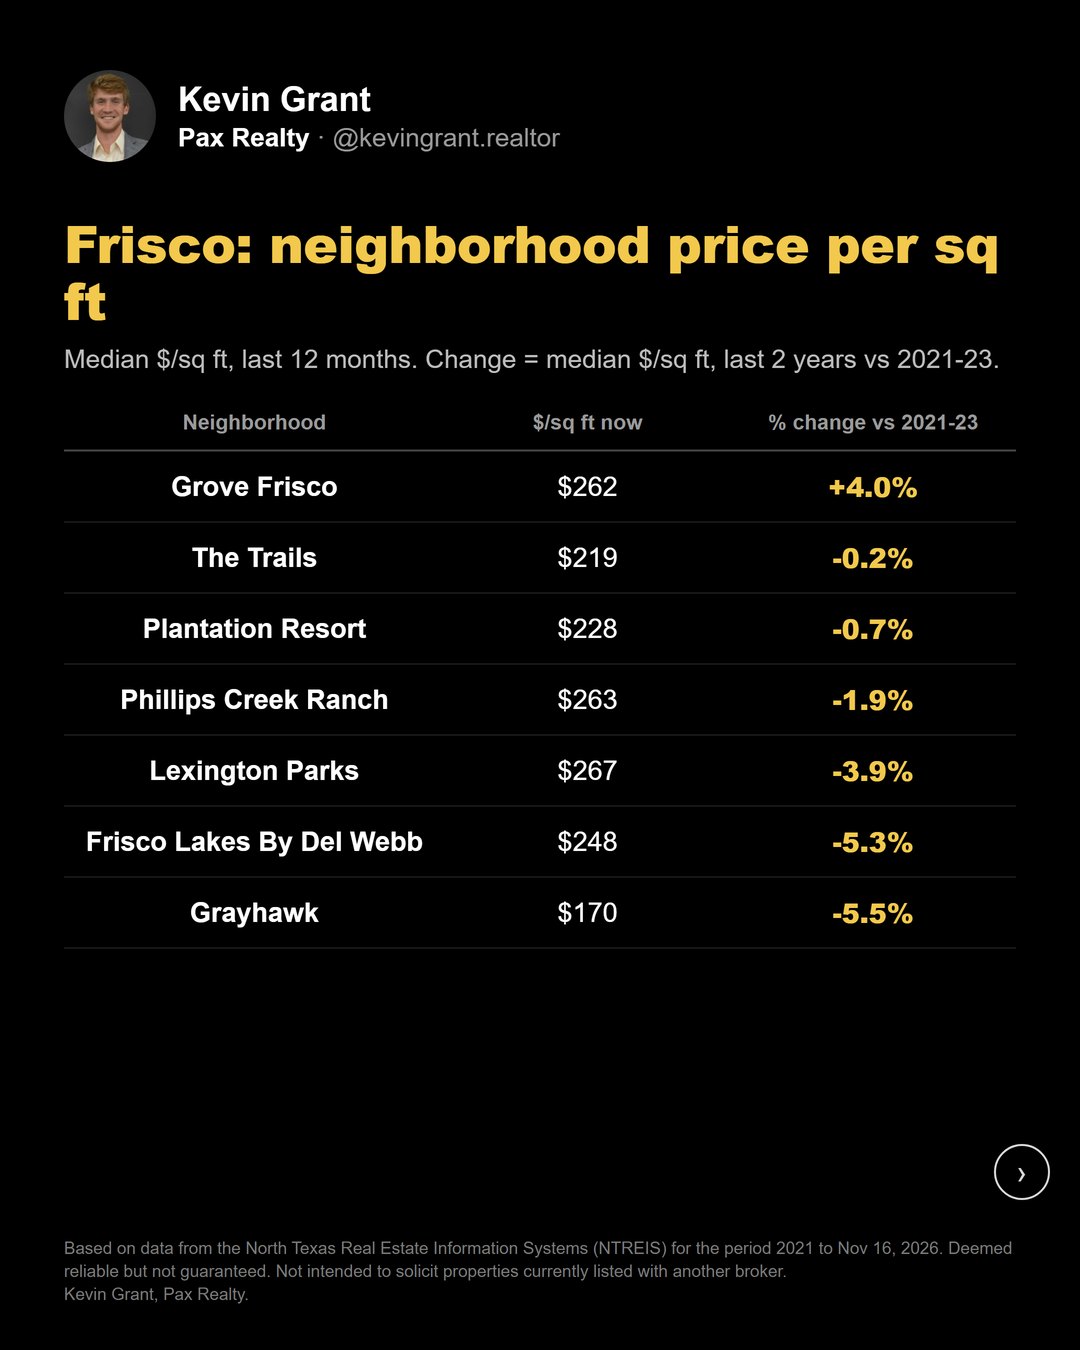 Kevin Grant
Pax Realty · @kevingrant.realtor
Frisco: neighborhood price per sq
ft
Median $/sq ft, last 12 months. Change = median $/sq ft, last 2 years vs 2021-23.
Neighborhood $/sq ft now % change vs 2021-23
Grove Frisco $262 +4.0%
The Trails $219 -0.2%
Plantation Resort $228 -0.7%
Phillips Creek Ranch $263 -1.9%
Lexington Parks $267 -3.9%
Frisco Lakes By Del Webb $248 -5.3%
Grayhawk $170 -5.5%
›
Based on data from the North Texas Real Estate Information Systems (NTREIS) for the period 2021 to Nov 16, 2026. Deemed
reliable but not guaranteed. Not intended to solicit properties currently listed with another broker.
Kevin Grant, Pax Realty.